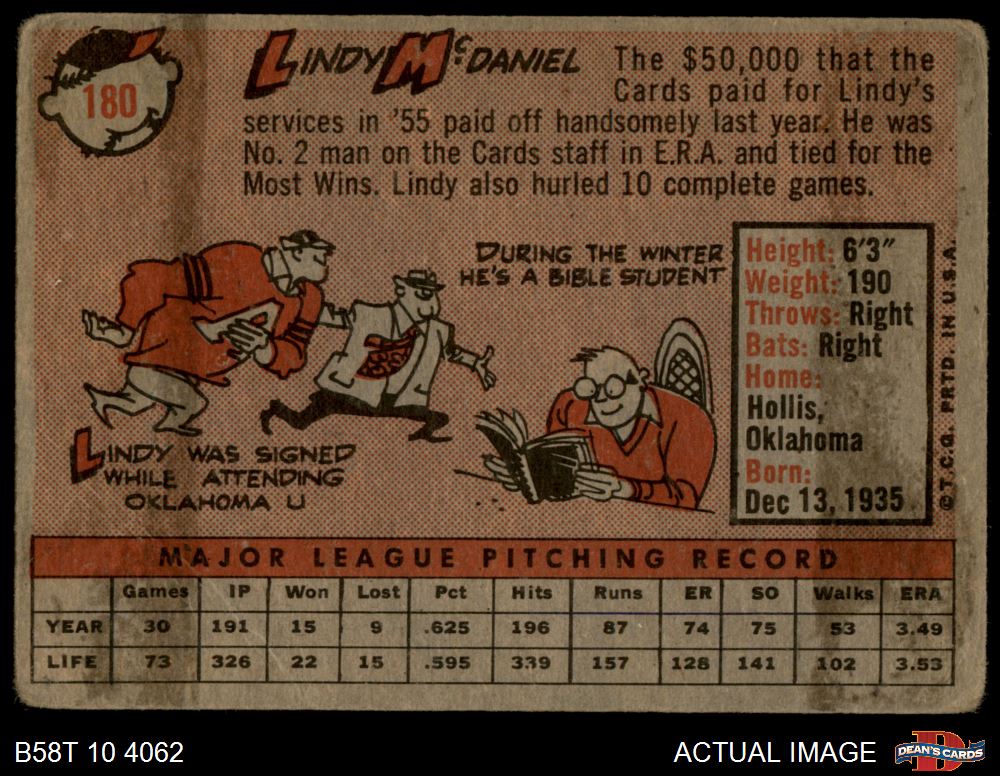 180
LINDY McDANIEL
The $50,000 that the
Cards paid for Lindy's
services in '55 paid off handsomely last year. He was
No. 2 man on the Cards staff in E.R.A. and tied for the
Most Wins. Lindy also hurled 10 complete games.
DURING THE WINTER
HE'S A BIBLE STUDENT
LINDY WAS SIGNED
WHILE ATTENDING
OKLAHOMA U
Height: 6'3"
Weight: 190
Throws: Right
Bats: Right
Home:
Hollis,
Oklahoma
Born:
Dec 13, 1935
©T.C.G. PRTD. IN U.S.A.
MAJOR LEAGUE PITCHING RECORD
Games IP Won Lost Pct Hits Runs ER SO Walks ERA
YEAR 30 191 15 9 .625 196 87 74 75 53 3.49
LIFE 73 326 22 15 .595 339 157 128 141 102 3.53
B58T 10 4062
ACTUAL IMAGE
D
DEAN'S CARDS